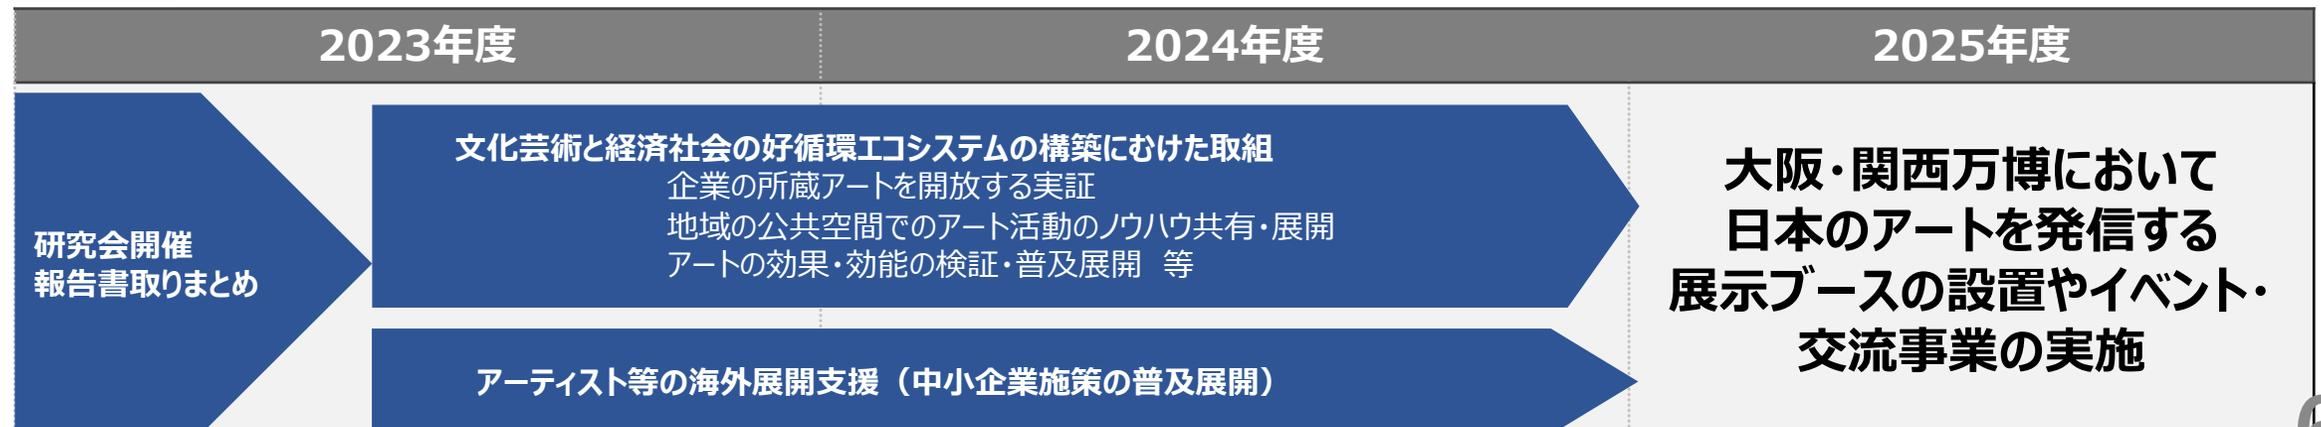 2023年度
2024年度
2025年度
研究会開催
報告書取りまとめ
文化芸術と経済社会の好循環エコシステムの構築にむけた取組
企業の所蔵アートを開放する実証
地域の公共空間でのアート活動のノウハウ共有・展開
アートの効果・効能の検証・普及展開　等
アーティスト等の海外展開支援（中小企業施策の普及展開）
大阪・関西万博において
日本のアートを発信する
展示ブースの設置やイベント・
交流事業の実施